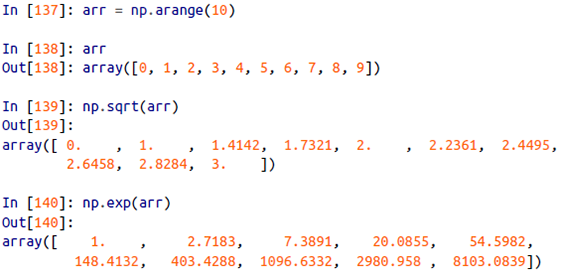 In [137]: arr = np.arange(10)
In [138]: arr
Out[138]: array([0, 1, 2, 3, 4, 5, 6, 7, 8, 9])
In [139]: np.sqrt(arr)
Out[139]:
array([ 0.    ,  1.    ,  1.4142,  1.7321,  2.    ,  2.2361,  2.4495,
        2.6458,  2.8284,  3.    ])
In [140]: np.exp(arr)
Out[140]:
array([    1.    ,     2.7183,     7.3891,    20.0855,    54.5982,
         148.4132,   403.4288,  1096.6332,  2980.958 ,  8103.0839])